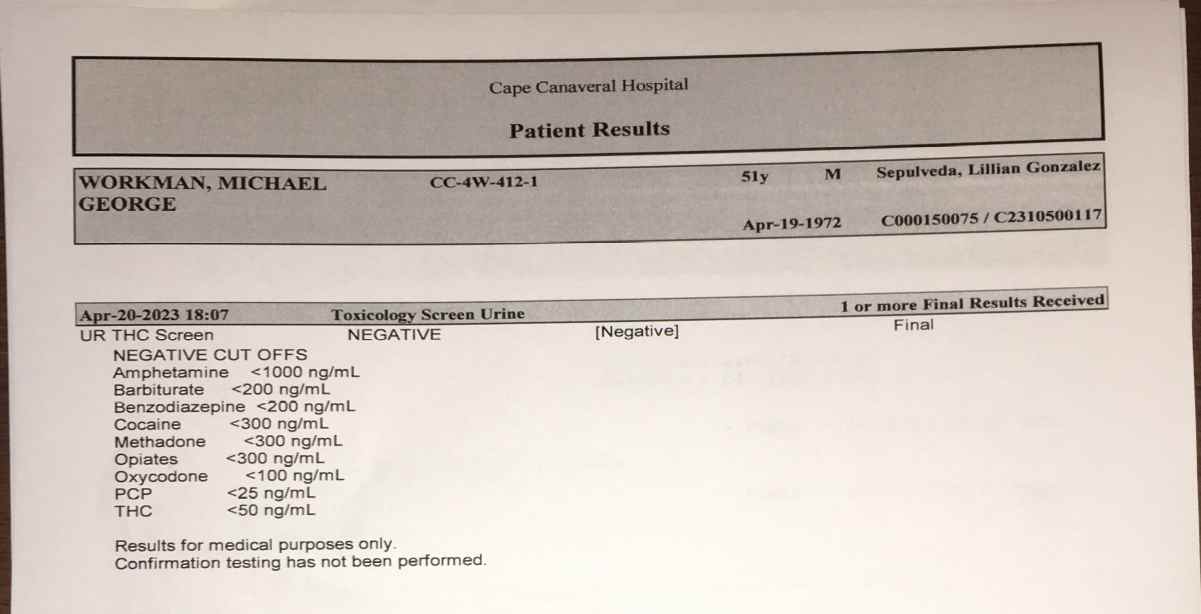 Cape Canaveral Hospital
Patient Results
WORKMAN, MICHAEL GEORGE CC-4W-412-1 51y M Sepulveda, Lillian Gonzalez
Apr-19-1972 C000150075 / C2310500117
Apr-20-2023 18:07 Toxicology Screen Urine 1 or more Final Results Received
UR THC Screen NEGATIVE [Negative] Final
NEGATIVE CUT OFFS
Amphetamine <1000 ng/mL
Barbiturate <200 ng/mL
Benzodiazepine <200 ng/mL
Cocaine <300 ng/mL
Methadone <300 ng/mL
Opiates <300 ng/mL
Oxycodone <100 ng/mL
PCP <25 ng/mL
THC <50 ng/mL
Results for medical purposes only.
Confirmation testing has not been performed.